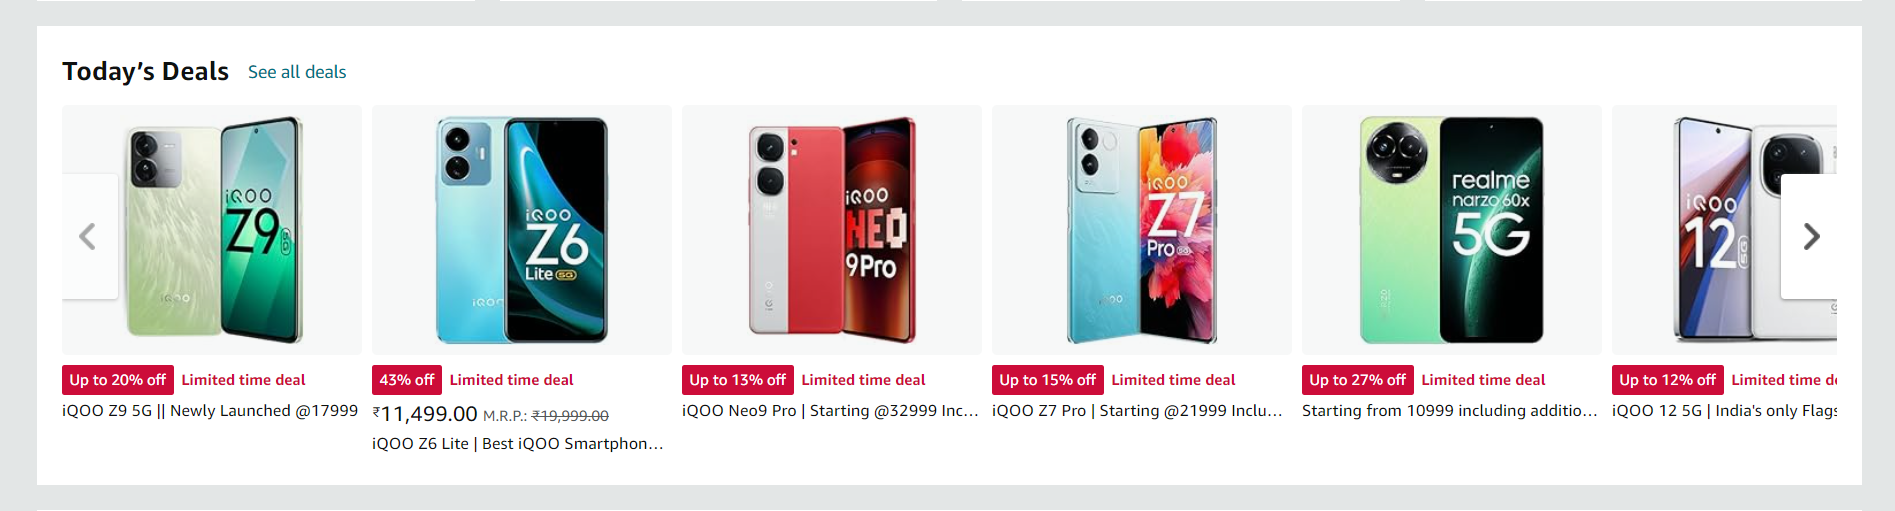 Today’s Deals See all deals
iQOO
Z9 5G
iQOO
iQOO
Z6
Lite 5G
iQOO
iQOO
NEO
9Pro
iQOO
Z7
Pro 5G
iQOO
realme
narzo 60x
5G
iQOO
12 5G
Up to 20% off Limited time deal
iQOO Z9 5G || Newly Launched @17999
43% off Limited time deal
₹11,499.00 M.R.P.: ₹19,999.00
iQOO Z6 Lite | Best iQOO Smartphon…
Up to 13% off Limited time deal
iQOO Neo9 Pro | Starting @32999 Inc…
Up to 15% off Limited time deal
iQOO Z7 Pro | Starting @21999 Inclu…
Up to 27% off Limited time deal
Starting from 10999 including additio…
Up to 12% off Limited time de
iQOO 12 5G | India's only Flags